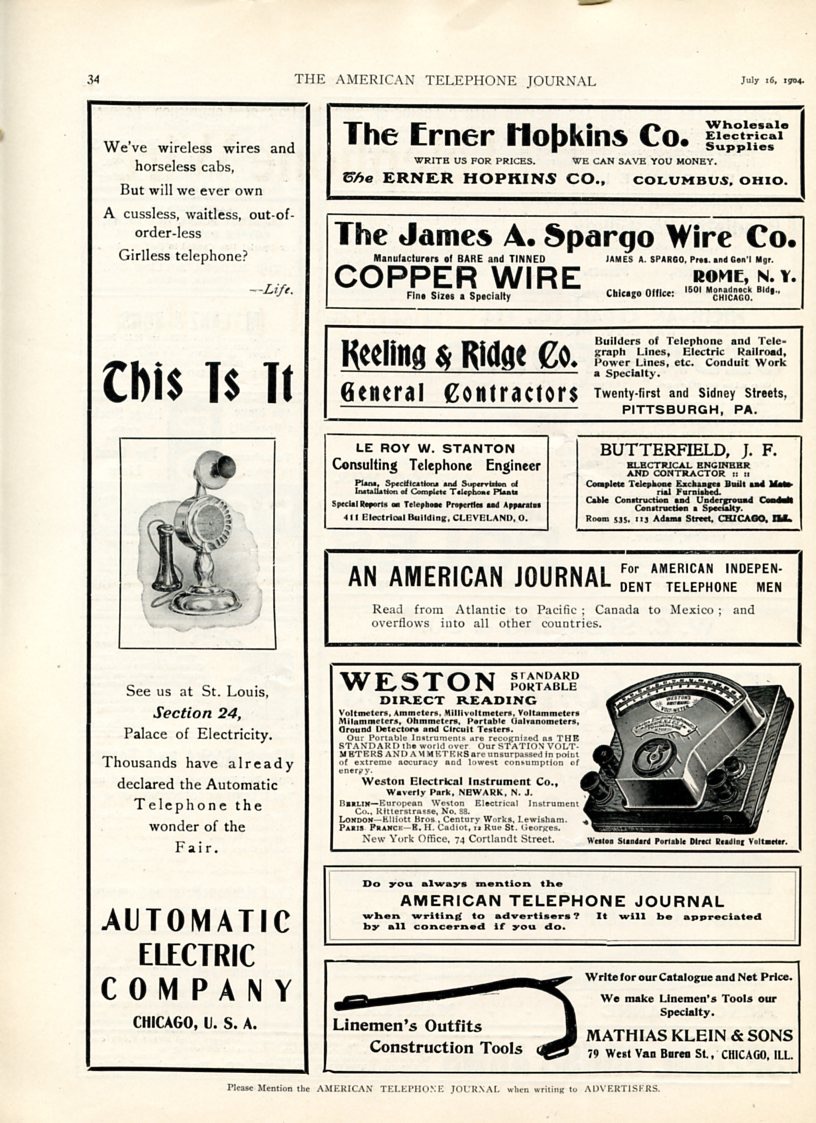 34
THE AMERICAN TELEPHONE JOURNAL
July 16, 1904.
We've wireless wires and
horseless cabs,
But will we ever own
A cussless, waitless, out-of-
order-less
Girlless telephone?
--Life.
This Is It
See us at St. Louis,
Section 24,
Palace of Electricity.
Thousands have already
declared the Automatic
Telephone the
wonder of the
Fair.
AUTOMATIC
ELECTRIC
COMPANY
CHICAGO, U. S. A.
The Erner Hopkins Co.
Wholesale
Electrical
Supplies
WRITE US FOR PRICES. WE CAN SAVE YOU MONEY.
The ERNER HOPKINS CO., COLUMBUS, OHIO.
The James A. Spargo Wire Co.
Manufacturers of BARE and TINNED
COPPER WIRE
Fine Sizes a Specialty
JAMES A. SPARGO, Pres. and Gen'l Mgr.
ROME, N. Y.
Chicago Office: 1501 Monadnock Bldg.,
CHICAGO.
Keeling & Ridge Co.
General Contractors
Builders of Telephone and Tele-
graph Lines, Electric Railroad,
Power Lines, etc. Conduit Work
a Specialty.
Twenty-first and Sidney Streets,
PITTSBURGH, PA.
LE ROY W. STANTON
Consulting Telephone Engineer
Plans, Specifications and Supervision of
Installation of Complete Telephone Plants
Special Reports on Telephone Properties and Apparatus
411 Electrical Building, CLEVELAND, O.
BUTTERFIELD, J. F.
ELECTRICAL ENGINEER
AND CONTRACTOR :: ::
Complete Telephone Exchanges Built and Mate-
rial Furnished.
Cable Construction and Underground Conduit
Construction a Specialty.
Room 535, 113 Adams Street, CHICAGO, ILL.
AN AMERICAN JOURNAL
For AMERICAN INDEPEN-
DENT TELEPHONE MEN
Read from Atlantic to Pacific; Canada to Mexico; and
overflows into all other countries.
WESTON
STANDARD
PORTABLE
DIRECT READING
Voltmeters, Ammeters, Millivoltmeters, Voltammeters
Milammeters, Ohmmeters, Portable Galvanometers,
Ground Detectors and Circuit Testers.
Our Portable Instruments are recognized as THE
STANDARD the world over Our STATION VOLT-
METERS AND AMMETERS are unsurpassed in point
of extreme accuracy and lowest consumption of
energy.
Weston Electrical Instrument Co.,
Waverly Park, NEWARK, N. J.
BERLIN—European Weston Electrical Instrument
Co., Ritterstrasse, No. 88.
LONDON—Elliott Bros., Century Works, Lewisham.
PARIS FRANCE—E. H. Cadiot, 12 Rue St. Georges.
New York Office, 74 Cortlandt Street.
Weston Standard Portable Direct Reading Voltmeter.
Do you always mention the
AMERICAN TELEPHONE JOURNAL
when writing to advertisers? It will be appreciated
by all concerned if you do.
Linemen's Outfits
Construction Tools
Write for our Catalogue and Net Price.
We make Linemen's Tools our
Specialty.
MATHIAS KLEIN & SONS
79 West Van Buren St., CHICAGO, ILL.
Please Mention the AMERICAN TELEPHONE JOURNAL when writing to ADVERTISERS.